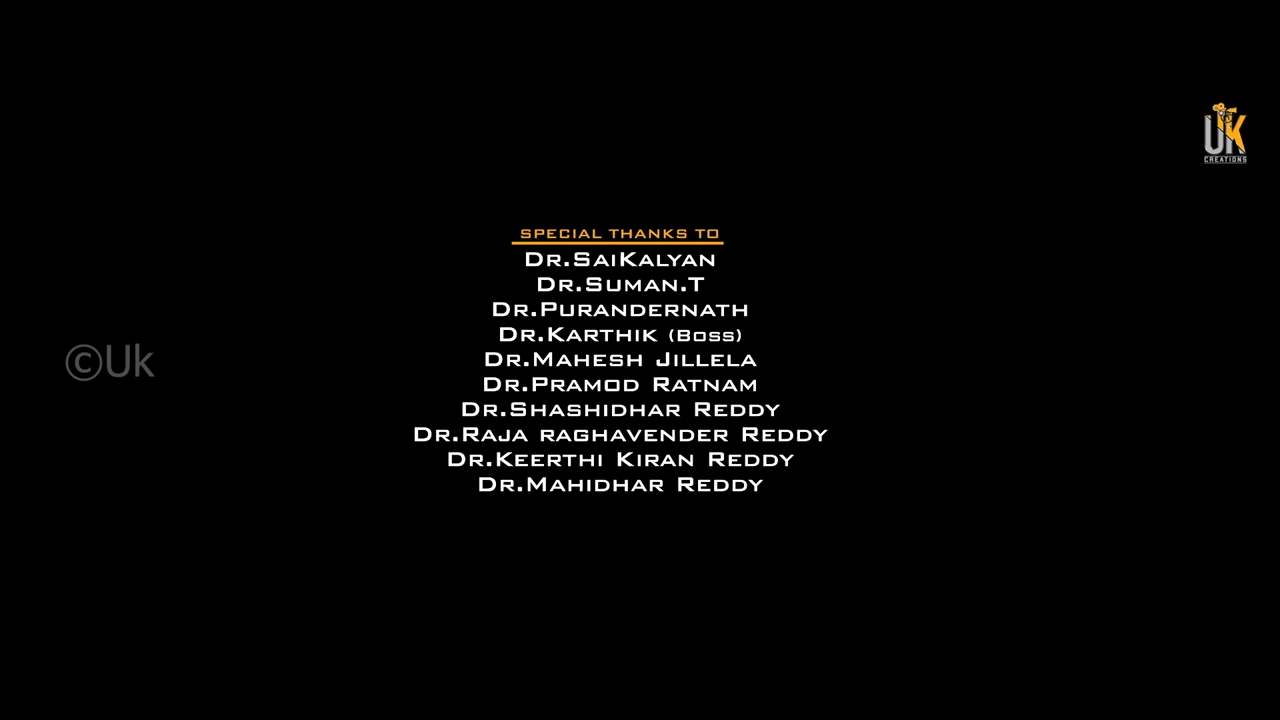 UK
CREATIONS
SPECIAL THANKS TO
Dr.SaiKalyan
Dr.Suman.T
Dr.Purandernath
Dr.Karthik (Boss)
Dr.Mahesh Jillela
Dr.Pramod Ratnam
Dr.Shashidhar Reddy
Dr.Raja raghavender Reddy
Dr.Keerthi Kiran Reddy
Dr.Mahidhar Reddy
©Uk